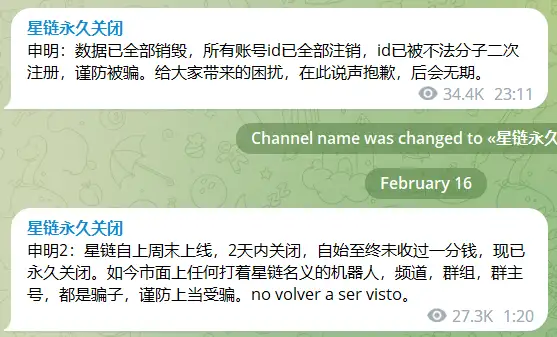 星链永久关闭
申明：数据已全部销毁，所有账号id已全部注销，id已被不法分子二次
注册，谨防被骗。给大家带来的困扰，在此说声抱歉，后会无期。
34.4K 23:11
Channel name was changed to «星链永久
February 16
星链永久关闭
申明2：星链自上周末上线，2天内关闭，自始至终未收过一分钱，现已
永久关闭。如今市面上任何打着星链名义的机器人，频道，群组，群主
号，都是骗子，谨防上当受骗。no volver a ser visto。
27.3K 1:20